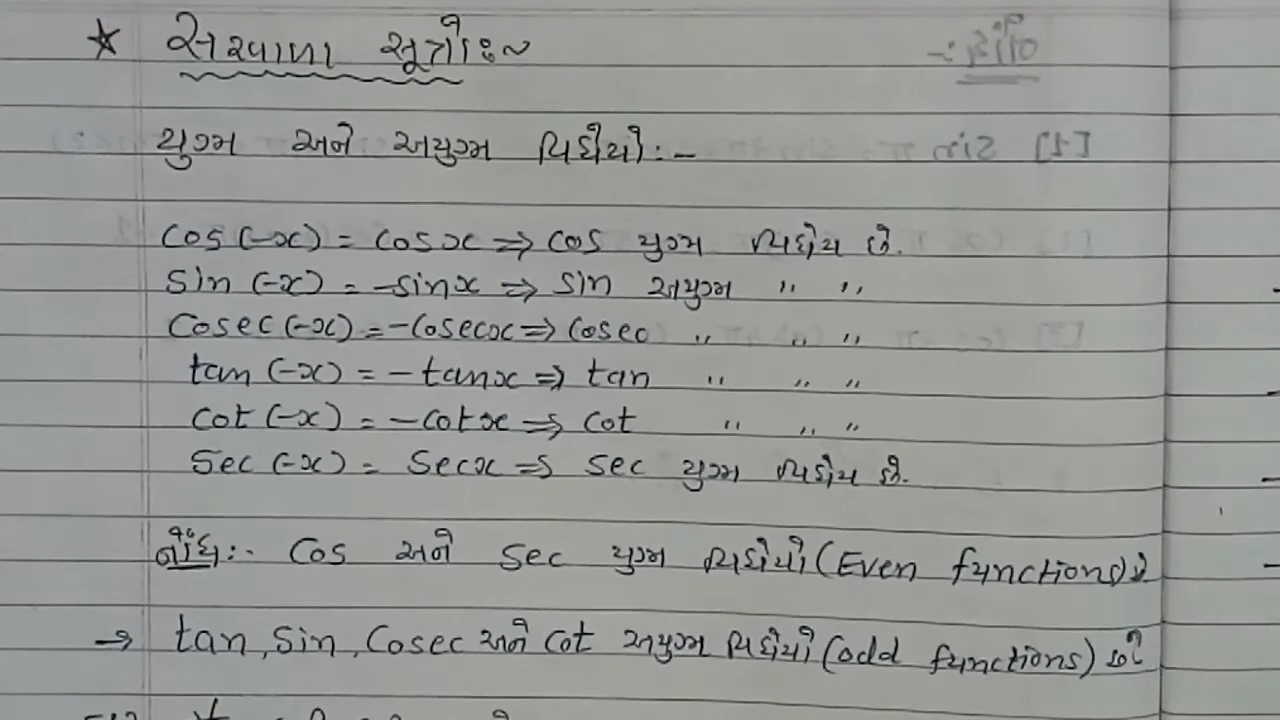 ★ સરવાળા સૂત્રો:~
યુગ્મ અને અયુગ્મ વિધેયો:-
cos(-x) = cosx ⇒ cos યુગ્મ વિધેય છે.
sin(-x) = -sinx ⇒ sin અયુગ્મ " "
cosec(-x) = -cosecx ⇒ cosec " " "
tan(-x) = -tanx ⇒ tan " " "
cot(-x) = -cotx ⇒ cot " " "
sec(-x) = secx ⇒ sec યુગ્મ વિધેય છે.
નોંધ:- cos અને sec યુગ્મ વિધેયો (Even functions) છે
→ tan, sin, cosec અને cot અયુગ્મ વિધેયો (odd functions) છે